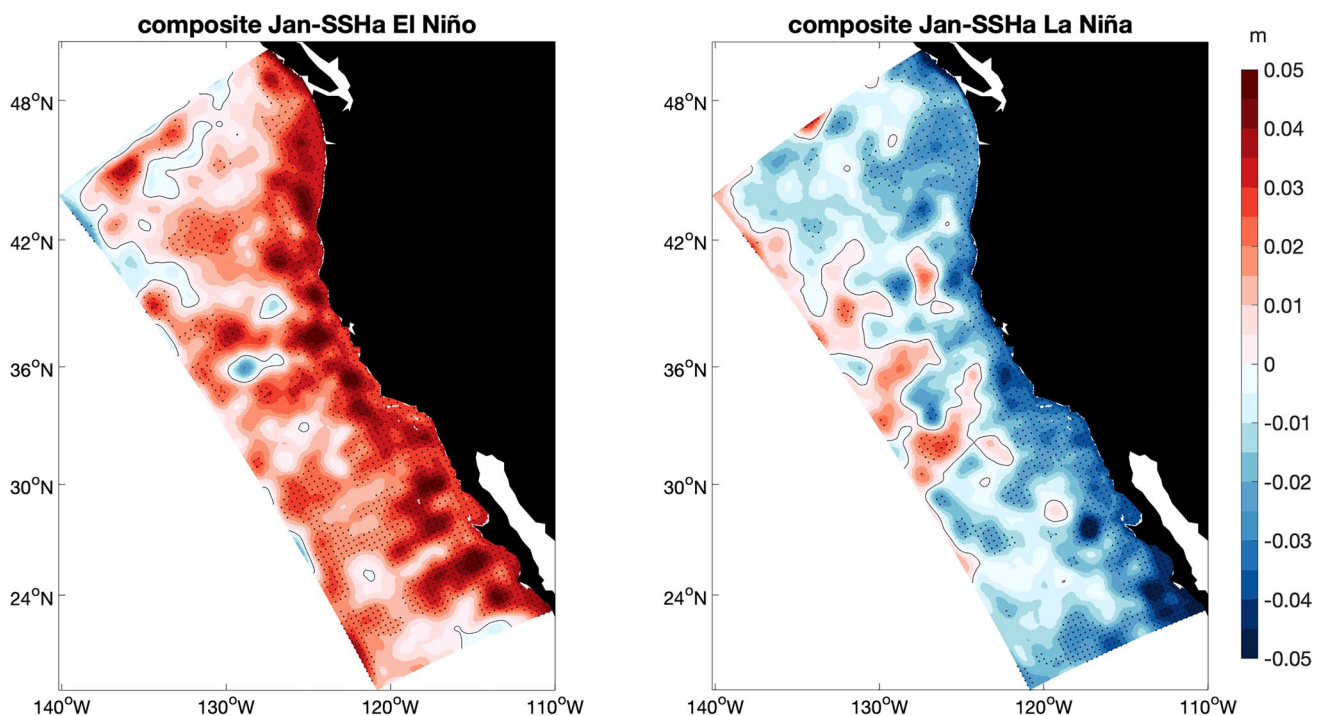 composite Jan-SSHa El Niño
composite Jan-SSHa La Niña
m
48°N
42°N
36°N
30°N
24°N
140°W
130°W
120°W
110°W
48°N
42°N
36°N
30°N
24°N
140°W
130°W
120°W
110°W
0.05
0.04
0.03
0.02
0.01
0
-0.01
-0.02
-0.03
-0.04
-0.05